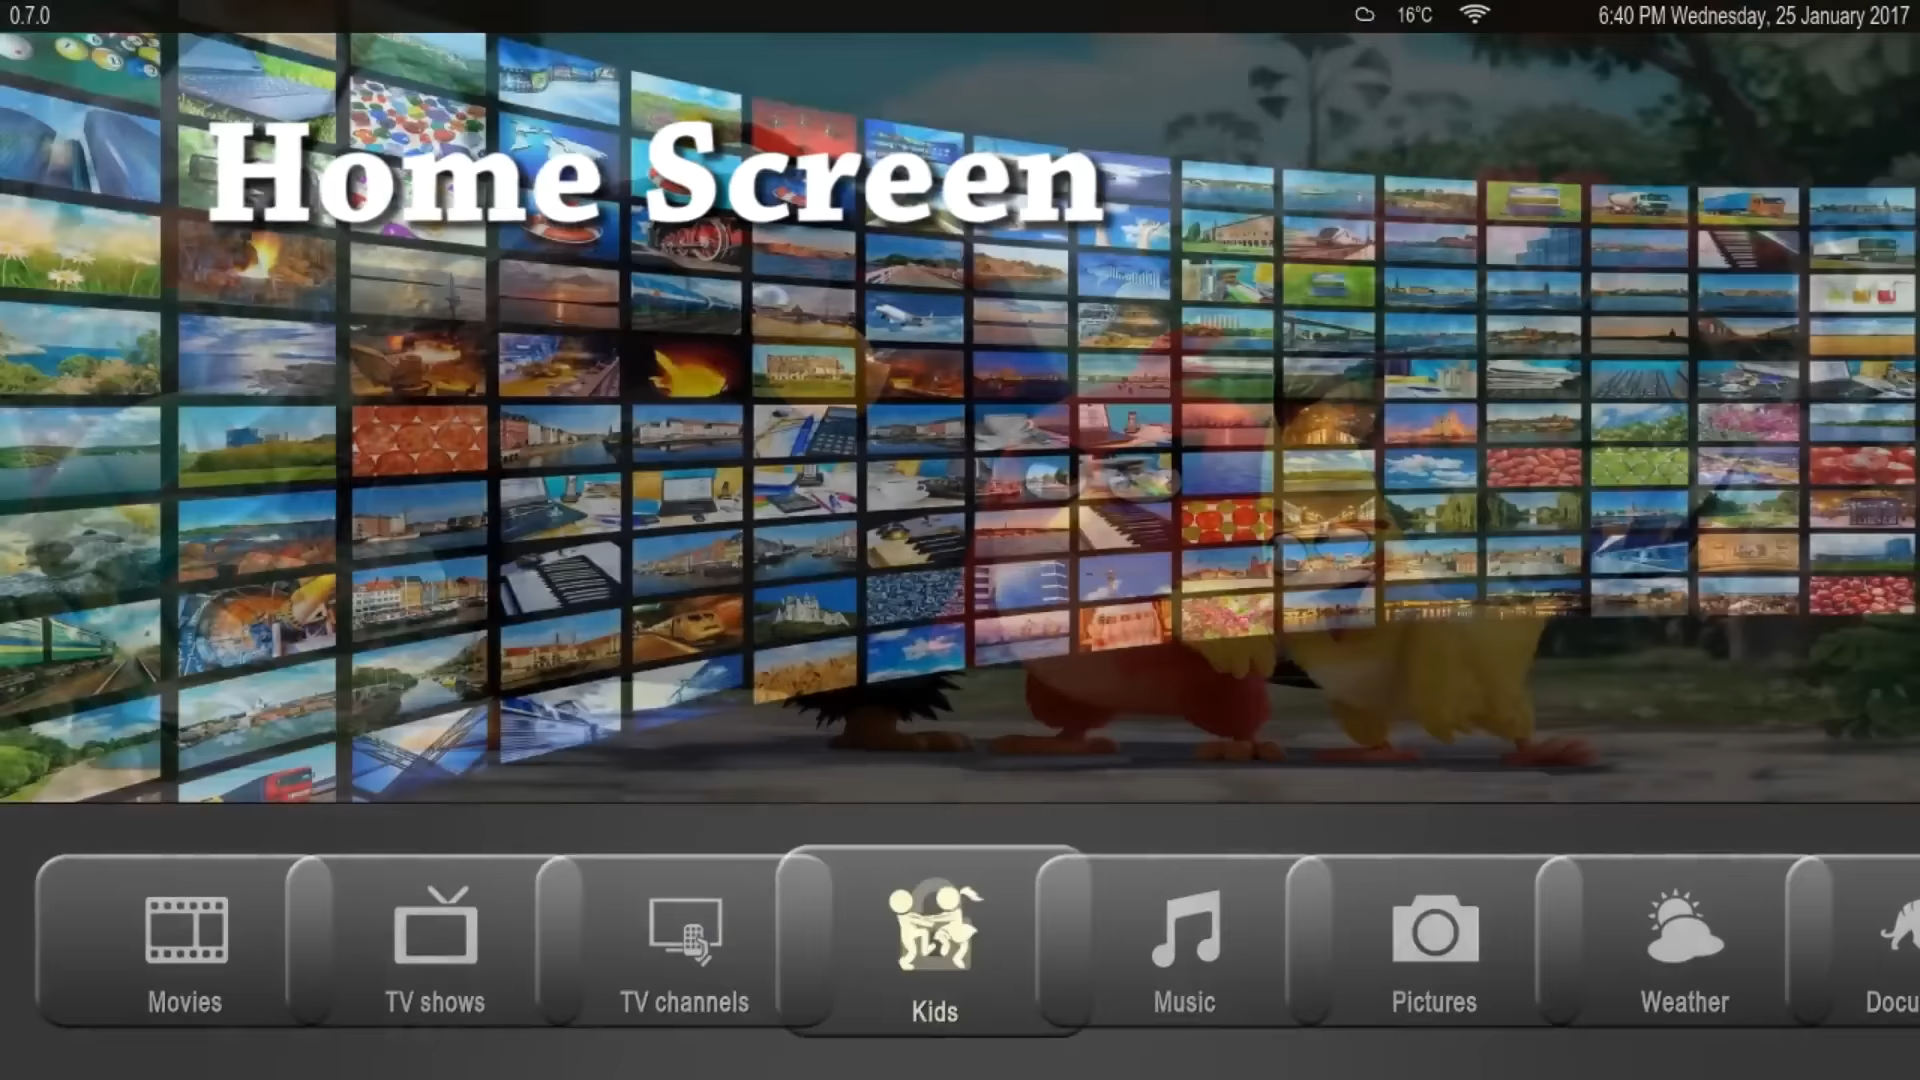 0.7.0
16°C
6:40 PM Wednesday, 25 January 2017
Home Screen
Movies
TV shows
TV channels
Kids
Music
Pictures
Weather
Docu